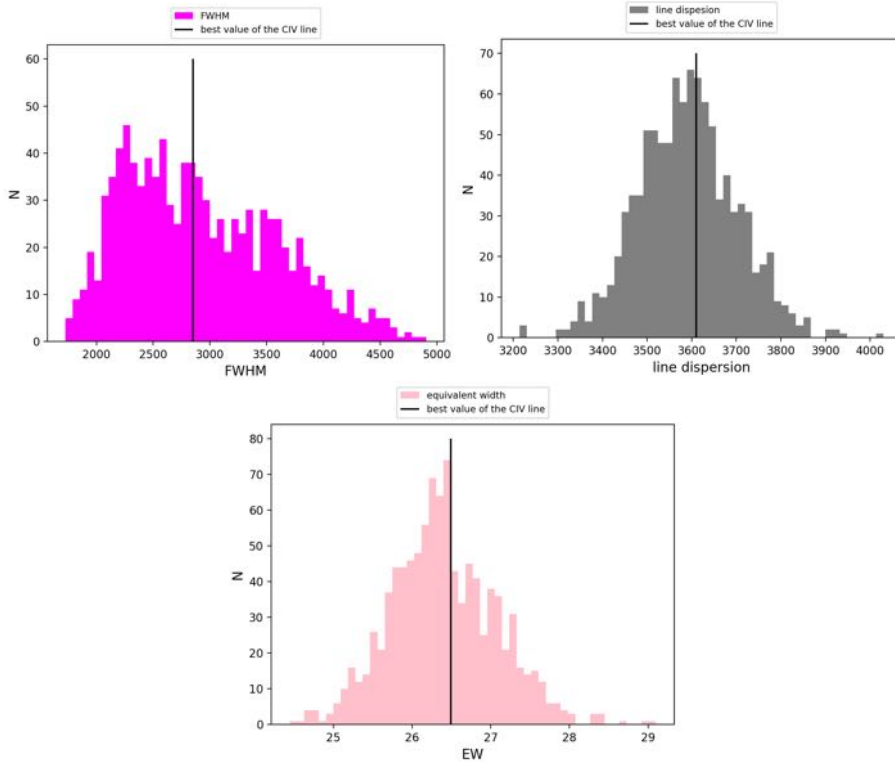 FWHM
best value of the CIV line
60
50
40
30
20
10
0
N
2000 2500 3000 3500 4000 4500 5000
FWHM
line dispesion
best value of the CIV line
70
60
50
40
30
20
10
0
N
3200 3300 3400 3500 3600 3700 3800 3900 4000
line dispersion
equivalent width
best value of the CIV line
80
70
60
50
40
30
20
10
0
N
25 26 27 28 29
EW